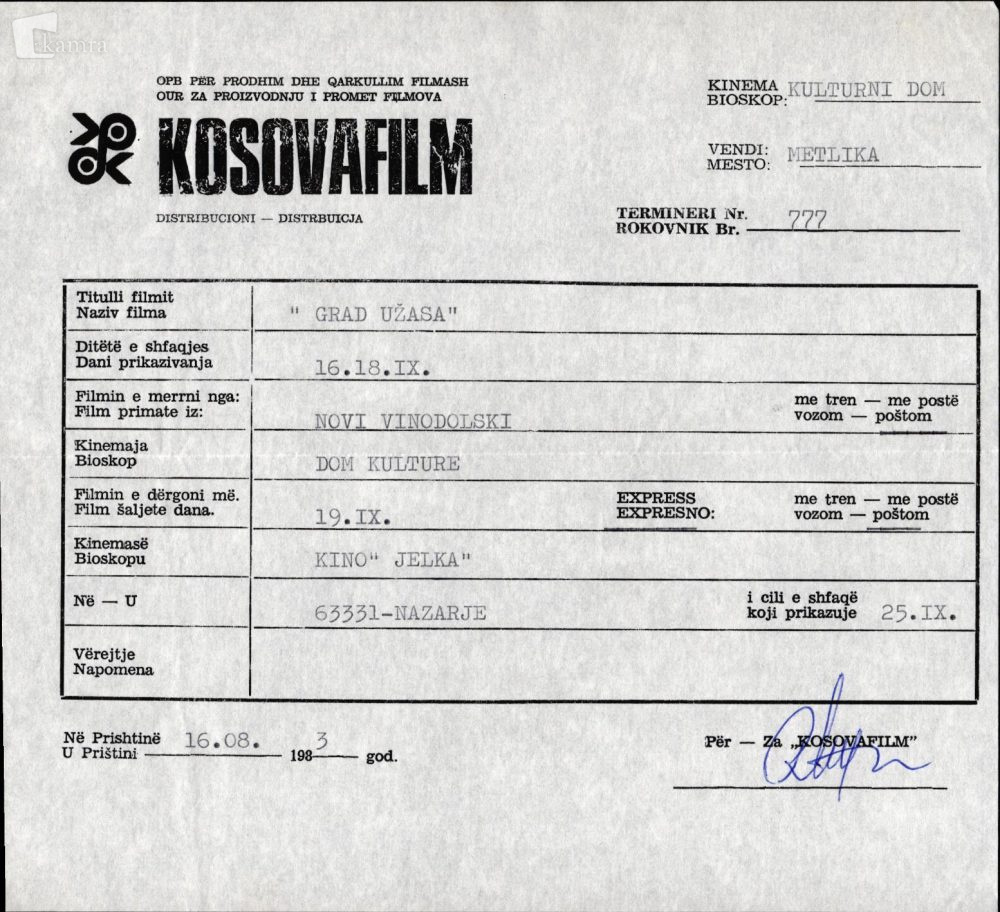 kamra
OPB PËR PRODHIM DHE QARKULLIM FILMASH
OUR ZA PROIZVODNJU I PROMET FILMOVA
KOSOVAFILM
DISTRIBUCIONI — DISTRBUICJA
KINEMA
BIOSKOP: KULTURNI DOM
VENDI:
MESTO: METLIKA
TERMINERI Nr.
ROKOVNIK Br. 777
Titulli filmit
Naziv filma " GRAD UŽASA"
Ditëtë e shfaqjes
Dani prikazivanja 16.18.IX.
Filmin e merrni nga: me tren — me postë
Film primate iz: NOVI VINODOLSKI vozom — poštom
Kinemaja
Bioskop DOM KULTURE
Filmin e dërgoni më. EXPRESS me tren — me postë
Film šaljete dana. 19.IX. EXPRESNO: vozom — poštom
Kinemasë
Bioskopu KINO" JELKA"
Në — U 63331-NAZARJE i cili e shfaqë
koji prikazuje 25.IX.
Vërejtje
Napomena
Në Prishtinë
U Prištini 16.08. 1983 god.
Për — Za „KOSOVAFILM”